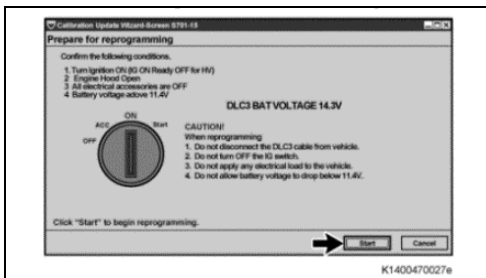 Calibration Update Wizard-Screen S701-15
Prepare for reprogramming
Confirm the following conditions.
1. Turn Ignition ON (IG ON Ready OFF for HV)
2 Engine Hood Open
3 All electrical accessories are OFF
4 Battery voltage adove 11.4V
DLC3 BAT VOLTAGE 14.3V
ON
ACC
Start
OFF
CAUTION!
When reprogramming
1. Do not disconnect the DLC3 cable from vehicle.
2. Do not turn OFF the IG switch.
3. Do not apply any electrical load to the vehicle.
4. Do not allow battery voltage to drop below 11.4V.
Click "Start" to begin reprogramming.
Start
Cancel
K1400470027e